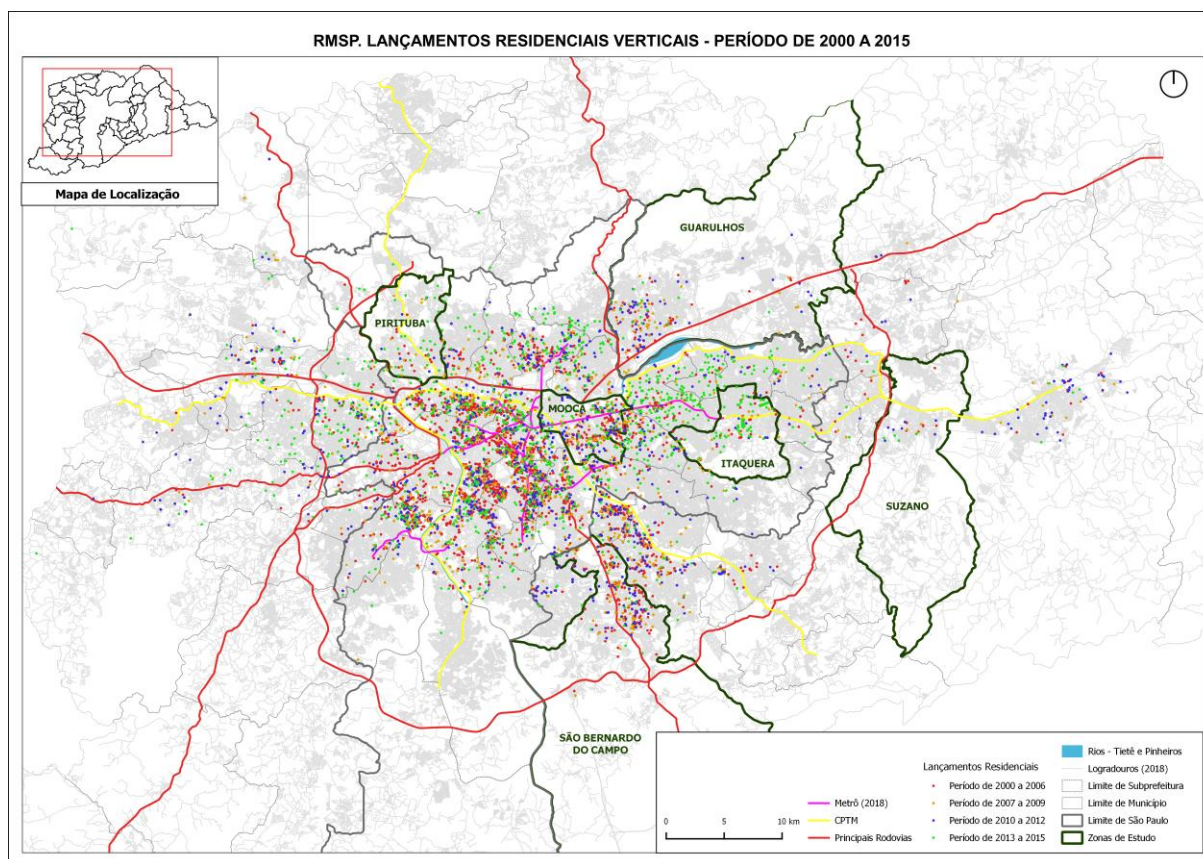 RMSP. LANÇAMENTOS RESIDENCIAIS VERTICAIS - PERÍODO DE 2000 A 2015
Mapa de Localização
GUARULHOS
PIRITUBA
MOOCA
ITAQUERA
SUZANO
SÃO BERNARDO
DO CAMPO
0 5 10 km
Metrô (2018)
CPTM
Principais Rodovias
Lançamentos Residenciais
Período de 2000 a 2006
Período de 2007 a 2009
Período de 2010 a 2012
Período de 2013 a 2015
Rios - Tietê e Pinheiros
Logradouros (2018)
Limite de Subprefeitura
Limite de Município
Limite de São Paulo
Zonas de Estudo